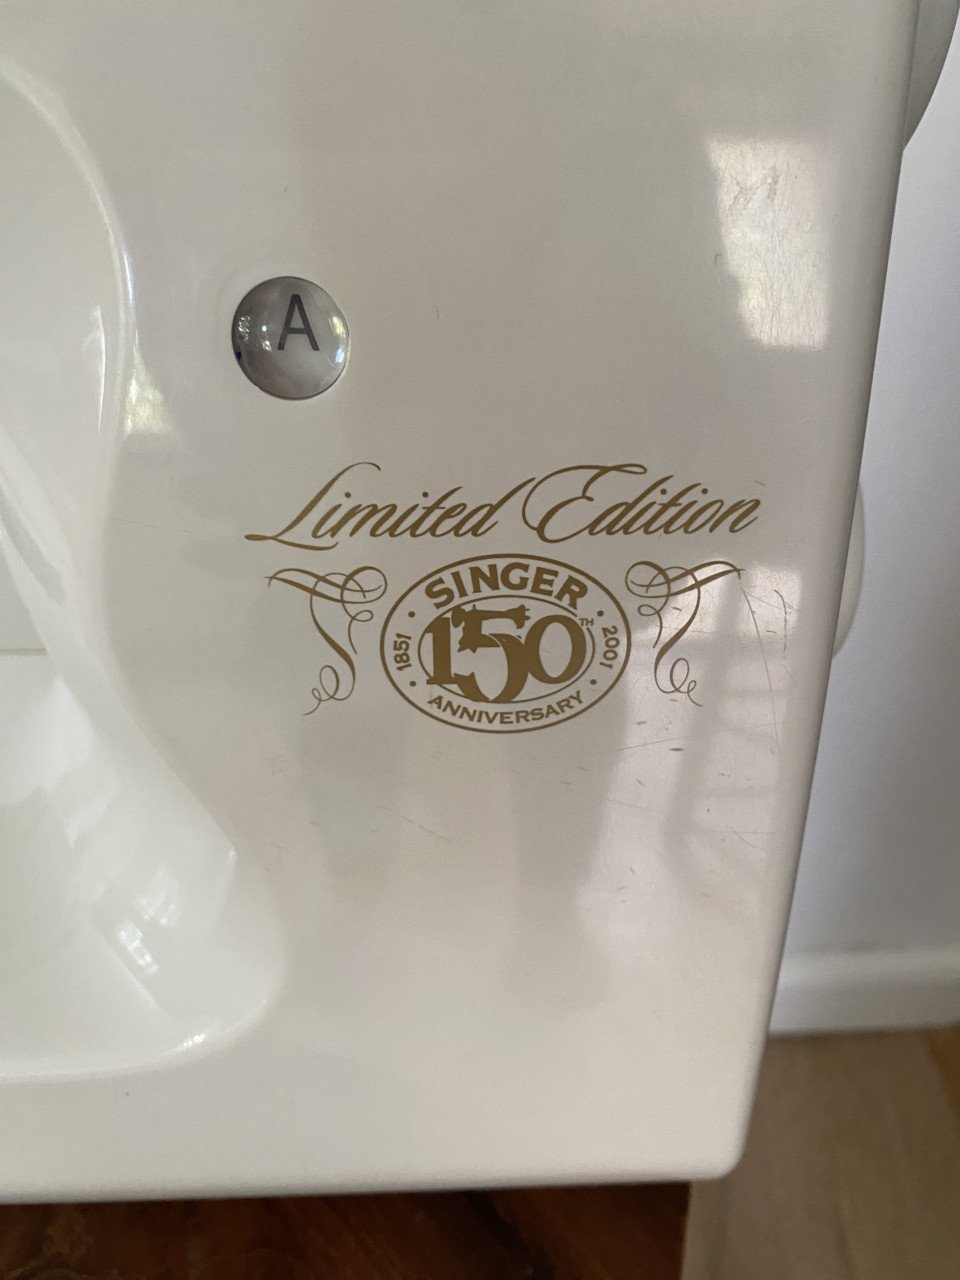 A
Limited Edition
SINGER
1851 150TH 2001
ANNIVERSARY